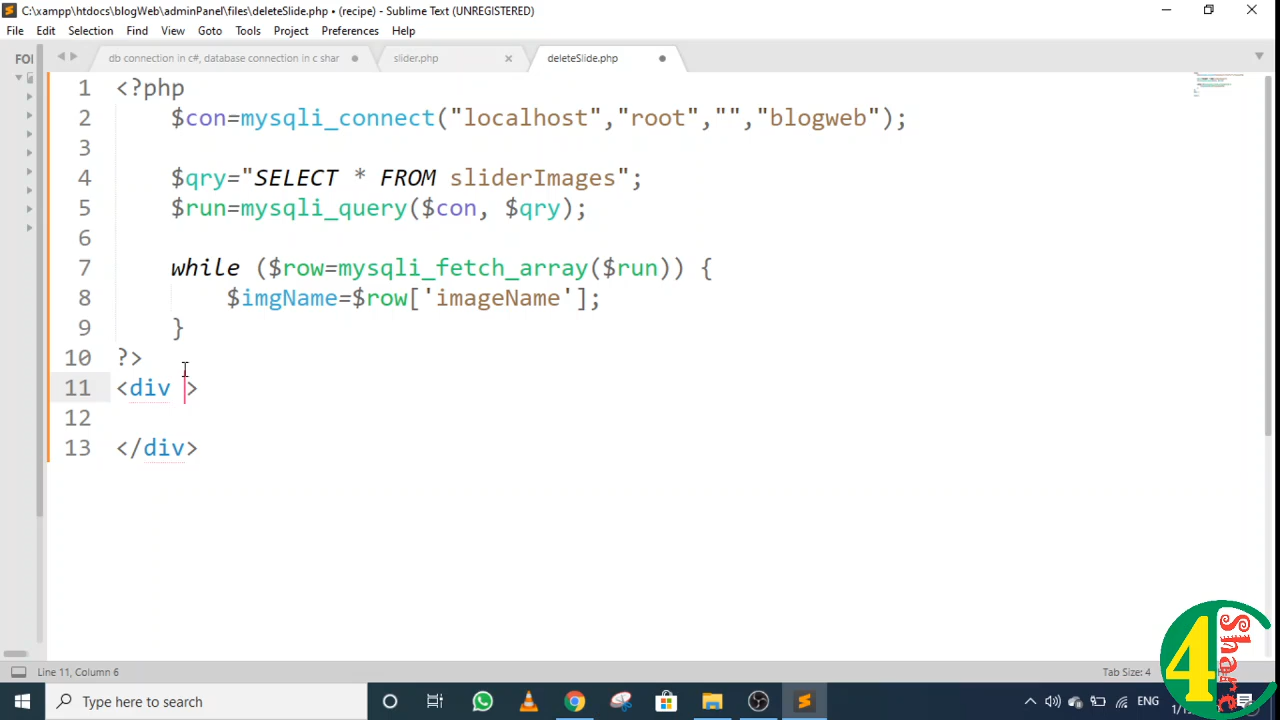 C:\xampp\htdocs\blogWeb\adminPanel\files\deleteSlide.php • (recipe) - Sublime Text (UNREGISTERED)
File Edit Selection Find View Goto Tools Project Preferences Help
FOI
db connection in c#, database connection in c shar
slider.php
deleteSlide.php
1 <?php
2 $con=mysqli_connect("localhost","root","","blogweb");
3
4 $qry="SELECT * FROM sliderImages";
5 $run=mysqli_query($con, $qry);
6
7 while ($row=mysqli_fetch_array($run)) {
8 $imgName=$row['imageName'];
9 }
10 ?>
11 <div >
12
13 </div>
4 Share
Line 11, Column 6
Tab Size: 4
Type here to search
ENG